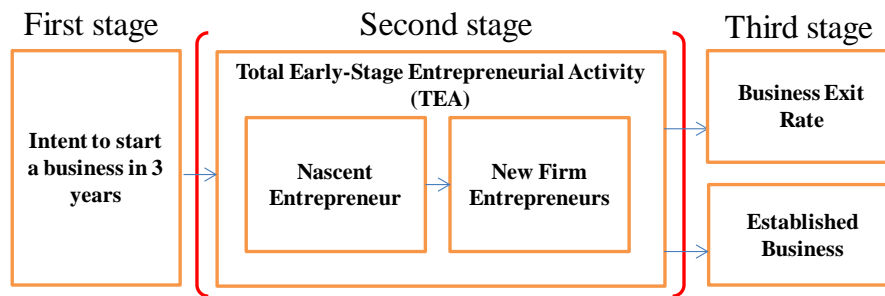 First stage
Second stage
Third stage
Intent to start
a business in 3
years
Total Early-Stage Entrepreneurial Activity
(TEA)
Nascent
Entrepreneur
New Firm
Entrepreneurs
Business Exit
Rate
Established
Business